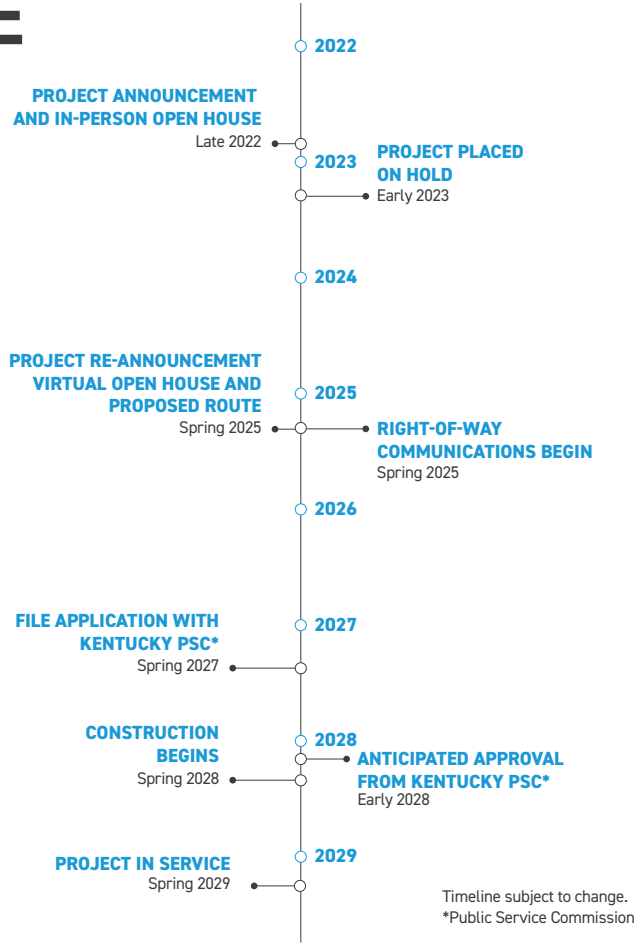 2022
PROJECT ANNOUNCEMENT
AND IN-PERSON OPEN HOUSE
Late 2022
2023
PROJECT PLACED
ON HOLD
Early 2023
2024
PROJECT RE-ANNOUNCEMENT
VIRTUAL OPEN HOUSE AND
PROPOSED ROUTE
Spring 2025
2025
RIGHT-OF-WAY
COMMUNICATIONS BEGIN
Spring 2025
2026
FILE APPLICATION WITH
KENTUCKY PSC*
Spring 2027
2027
CONSTRUCTION
BEGINS
Spring 2028
2028
ANTICIPATED APPROVAL
FROM KENTUCKY PSC*
Early 2028
PROJECT IN SERVICE
Spring 2029
2029
Timeline subject to change.
*Public Service Commission